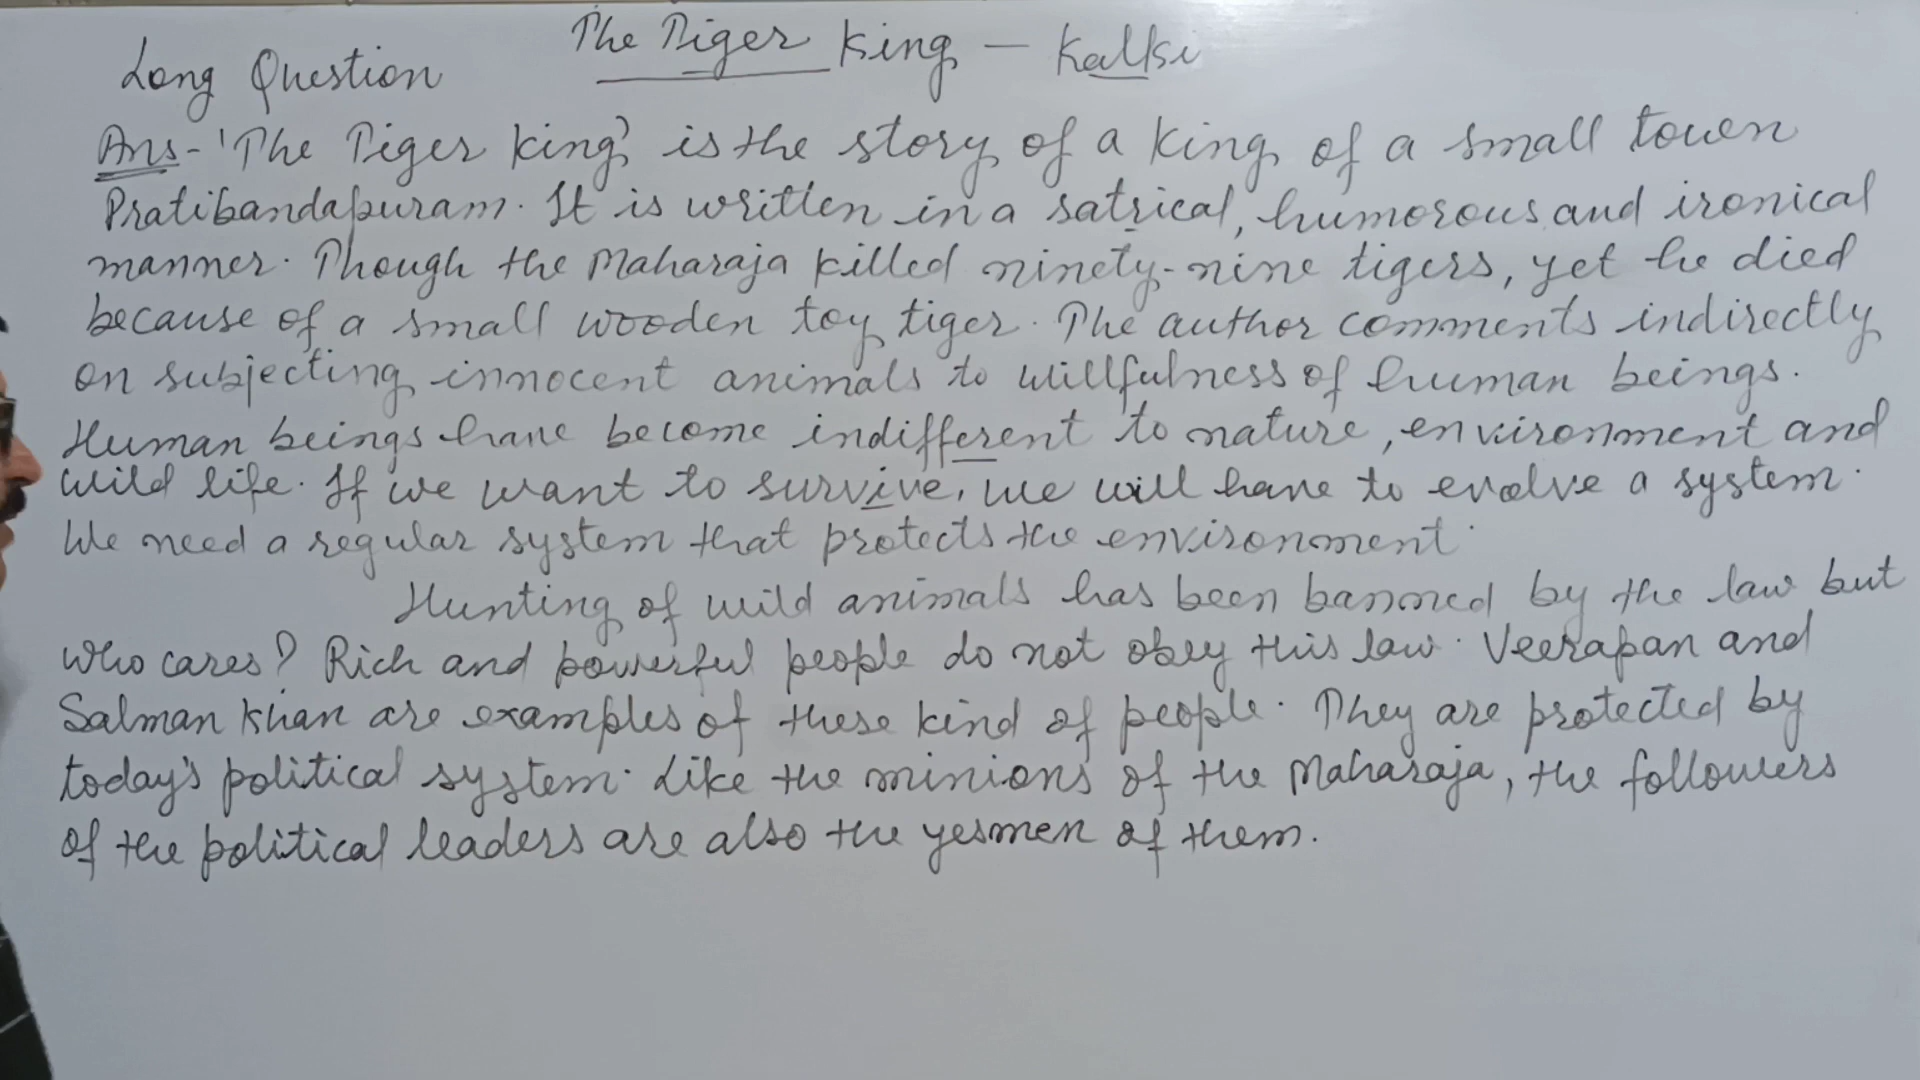 The Tiger King – Kalki
Long Question
Ans- 'The Tiger King' is the story of a king of a small town
Pratibandapuram. It is written in a satrical, humorous and ironical
manner. Though the Maharaja killed ninety-nine tigers, yet he died
because of a small wooden toy tiger. The author comments indirectly
on subjecting innocent animals to willfulness of human beings.
Human beings have become indifferent to nature, environment and
wild life. If we want to survive, we will have to evolve a system.
We need a regular system that protects the environment.
Hunting of wild animals has been banned by the law but
who cares? Rich and powerful people do not obey this law. Veerapan and
Salman Khan are examples of these kind of people. They are protected by
today's political system. Like the minions of the Maharaja, the followers
of the political leaders are also the yesmen of them.